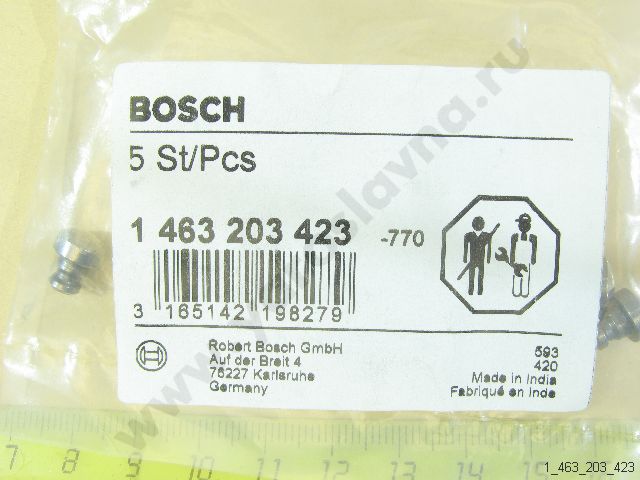 BOSCH
5 St/Pcs
1 463 203 423 -770
3 165142 198279
Robert Bosch GmbH
Auf der Breit 4
76227 Karlsruhe
Germany
593
420
Made in India
Fabriqué en Inde
7 8 9 10 11 12 13 14 15
1_463_203_423